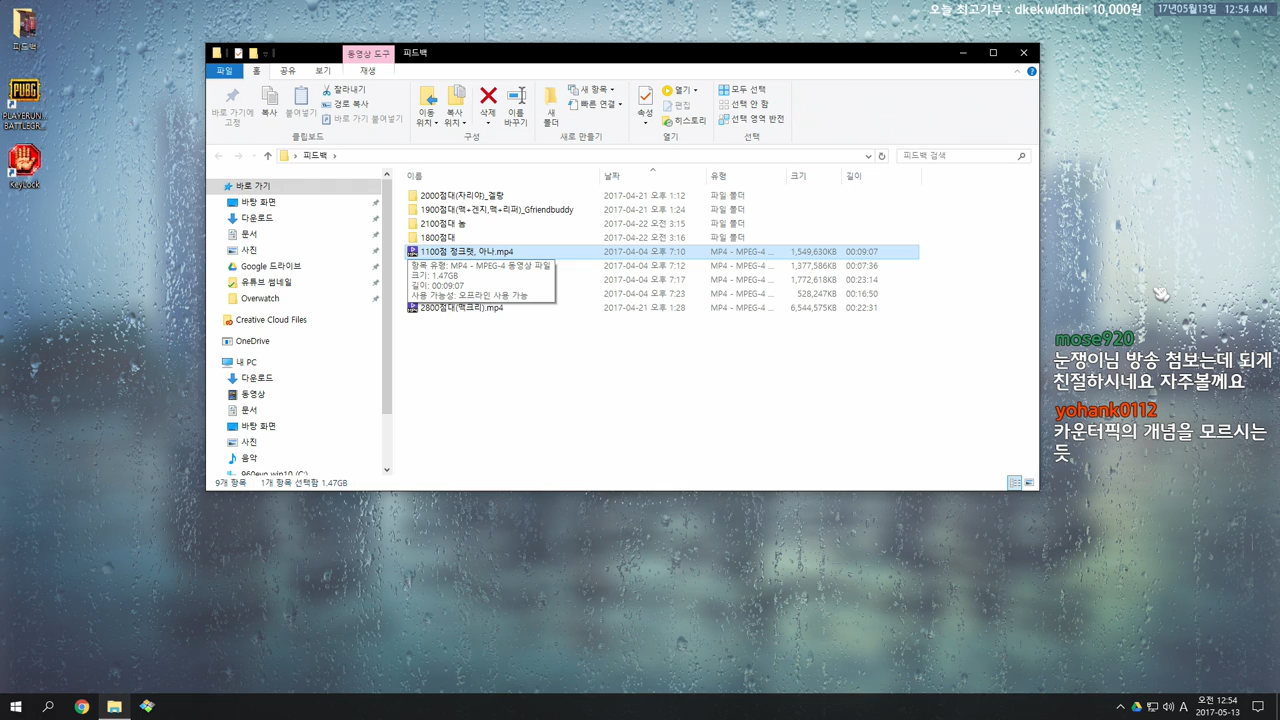 오늘 최고기부 : dkekwldhdi: 10,000원
17년05월13일 12:54 AM
피드백
PLAYERUN...
BATTLEGR...
KeyLock
동영상 도구
피드백
파일
홈
공유
보기
재생
바로 가기에
고정
복사
붙여넣기
잘라내기
경로 복사
바로 가기 붙여넣기
클립보드
이동
위치
복사
위치
삭제
이름
바꾸기
구성
새
폴더
새 항목
빠른 연결
새로 만들기
속성
열기
편집
히스토리
열기
모두 선택
선택 안 함
선택 영역 반전
선택
피드백
피드백 검색
이름
날짜
유형
크기
길이
바로 가기
바탕 화면
다운로드
문서
사진
Google 드라이브
유튜브 썸네일
Overwatch
Creative Cloud Files
OneDrive
내 PC
다운로드
동영상
문서
바탕 화면
사진
음악
960evo win10 (C:)
2000점대(자리야)_겔랑 2017-04-21 오후 1:12 파일 폴더
1900점대(맥+겐지,맥+리퍼)_Gfriendbuddy 2017-04-21 오후 1:24 파일 폴더
2100점대 놈 2017-04-22 오후 3:15 파일 폴더
1800점대 2017-04-22 오후 3:16 파일 폴더
1100점 정크랫, 아나.mp4 2017-04-04 오후 7:10 MP4 - MPEG-4 ... 1,549,630KB 00:09:07
2017-04-04 오후 7:12 MP4 - MPEG-4 ... 1,377,586KB 00:07:36
2017-04-04 오후 7:17 MP4 - MPEG-4 ... 1,772,618KB 00:23:14
2017-04-04 오후 7:23 MP4 - MPEG-4 ... 528,247KB 00:16:50
2800점대(맥크리).mp4 2017-04-21 오후 1:28 MP4 - MPEG-4 ... 6,544,575KB 00:22:31
항목 유형: MP4 - MPEG-4 동영상 파일
크기: 1.47GB
길이: 00:09:07
사용 가능성: 오프라인 사용 가능
9개 항목
1개 항목 선택함 1.47GB
mose920
눈쟁이님 방송 첨보는데 되게
친절하시네요 자주볼께요
yohank0112
카운터픽의 개념을 모르시는
듯
A
오전 12:54
2017-05-13